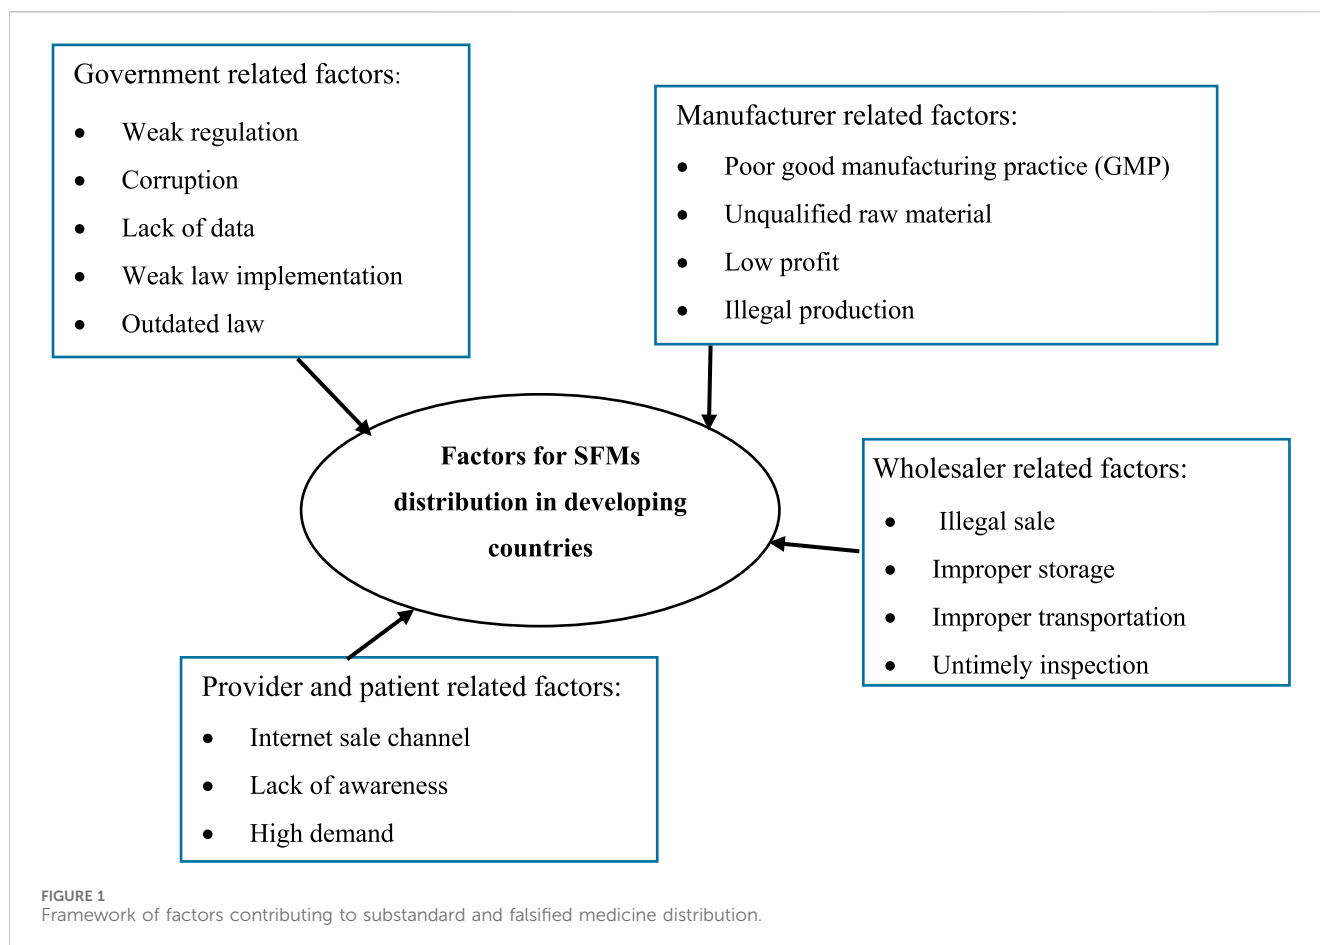 Government related factors:
• Weak regulation
• Corruption
• Lack of data
• Weak law implementation
• Outdated law
Manufacturer related factors:
• Poor good manufacturing practice (GMP)
• Unqualified raw material
• Low profit
• Illegal production
Factors for SFMs
distribution in developing
countries
Wholesaler related factors:
• Illegal sale
• Improper storage
• Improper transportation
• Untimely inspection
Provider and patient related factors:
• Internet sale channel
• Lack of awareness
• High demand
FIGURE 1
Framework of factors contributing to substandard and falsified medicine distribution.